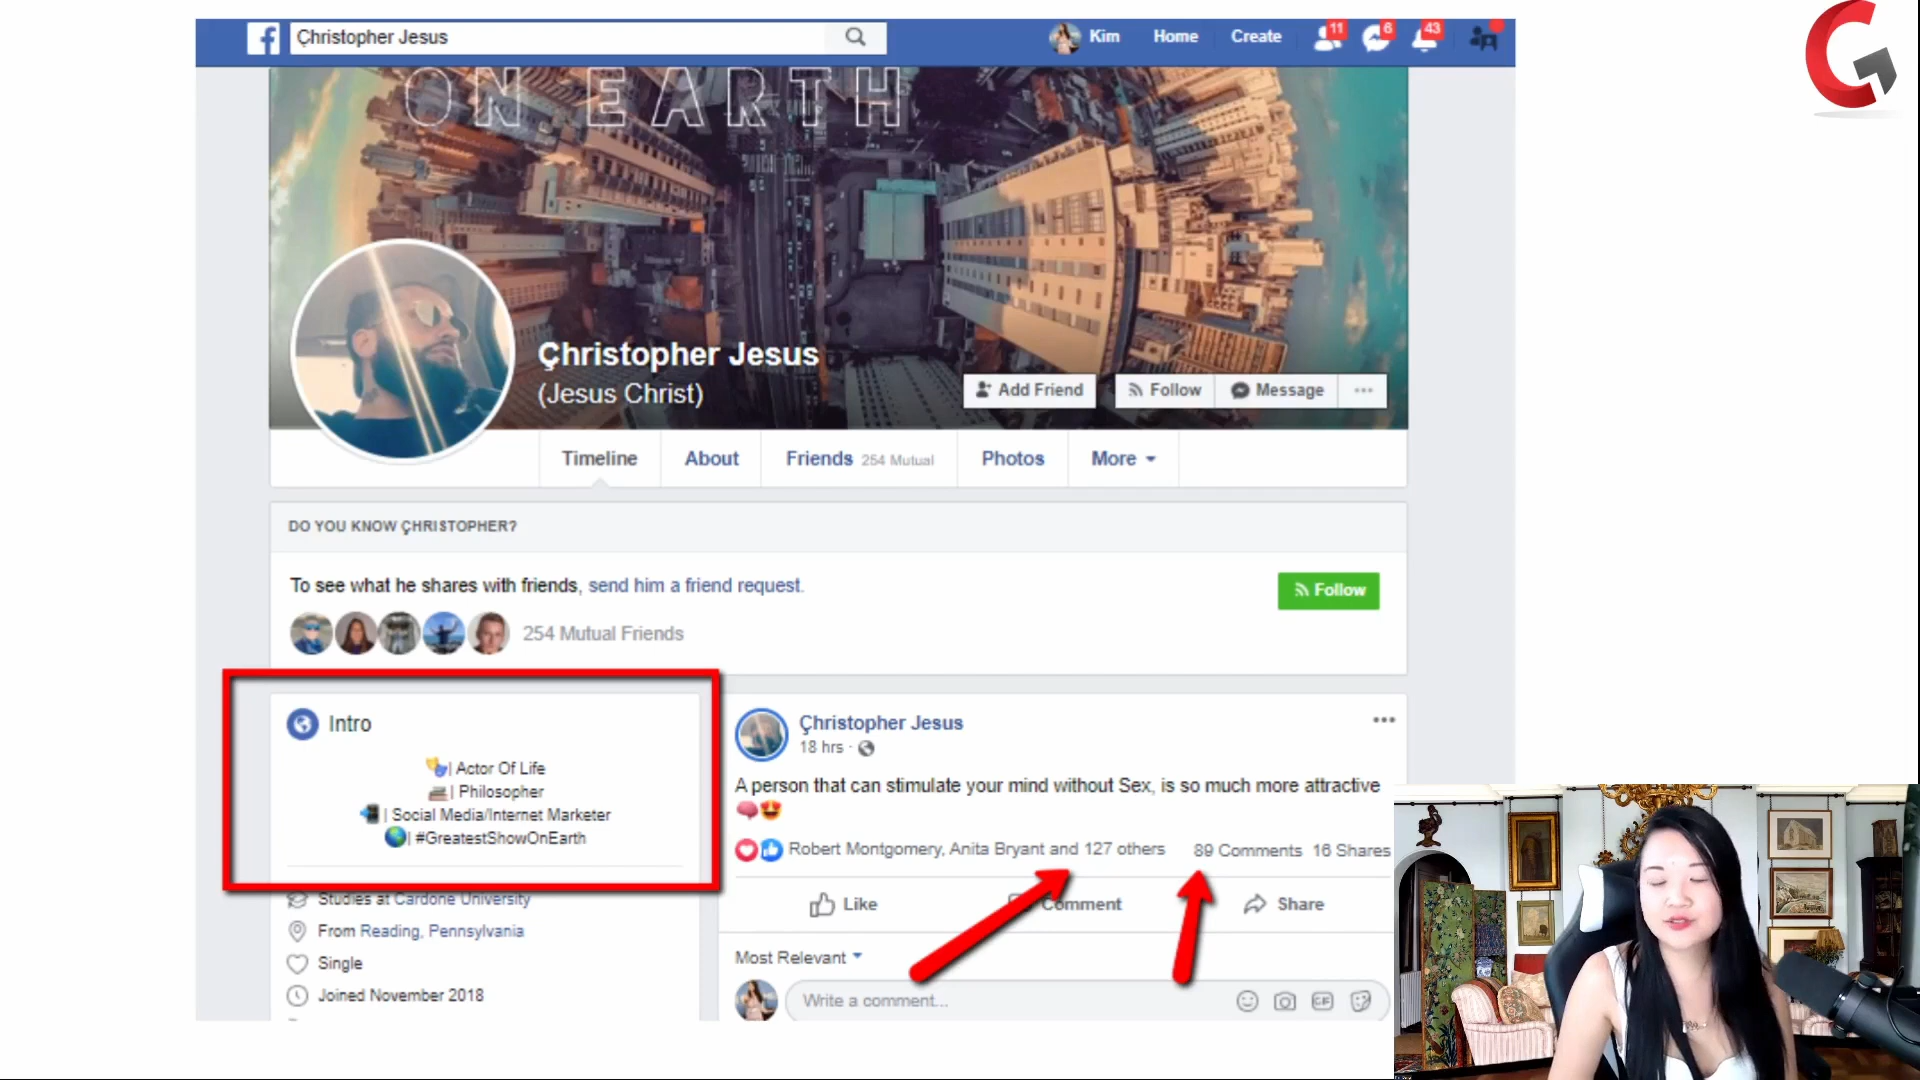 Çhristopher Jesus
Kim Home Create 11 6 43
ON EARTH
Çhristopher Jesus
(Jesus Christ)
Add Friend Follow Message
Timeline About Friends 254 Mutual Photos More
DO YOU KNOW ÇHRISTOPHER?
To see what he shares with friends, send him a friend request.
Follow
254 Mutual Friends
Intro
| Actor Of Life
| Philosopher
| Social Media/Internet Marketer
| #GreatestShowOnEarth
Studies at Cardone University
From Reading, Pennsylvania
Single
Joined November 2018
Çhristopher Jesus
18 hrs ·
A person that can stimulate your mind without Sex, is so much more attractive
Robert Montgomery, Anita Bryant and 127 others 89 Comments 16 Shares
Like Comment Share
Most Relevant
Write a comment...
GIF